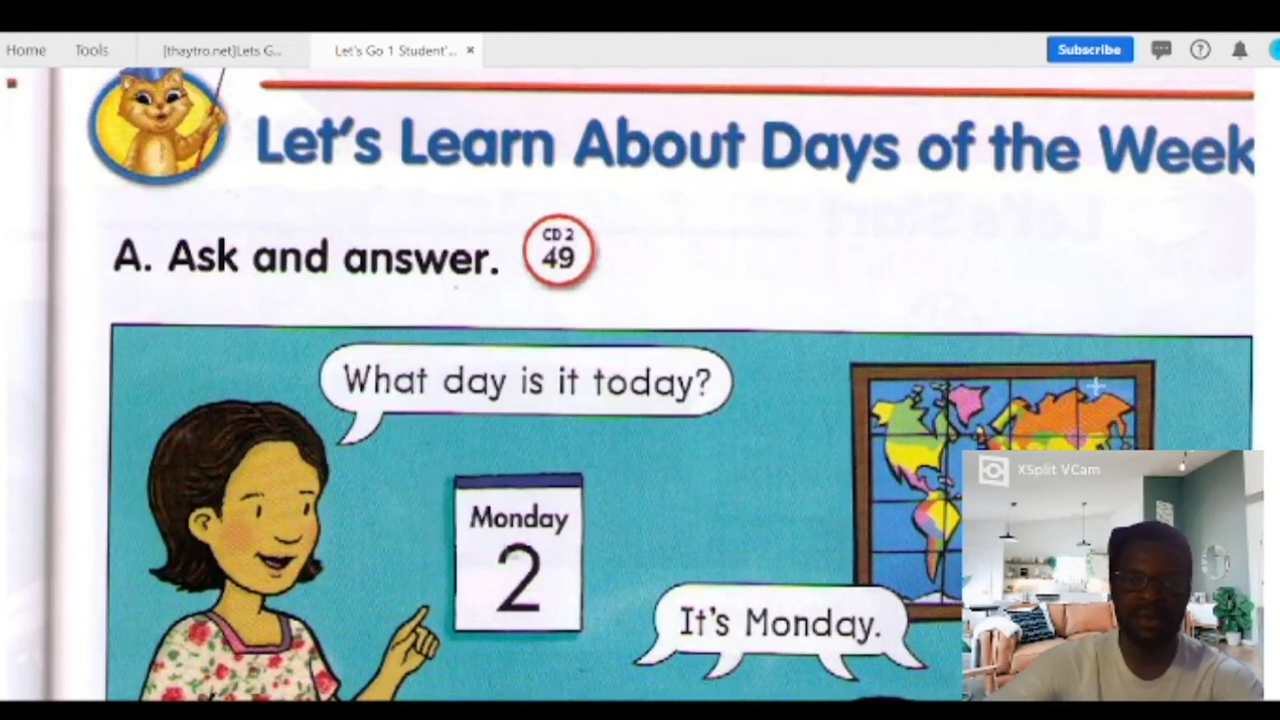 Home Tools [thaytro.net]Lets G... Let's Go 1 Student'... × Subscribe
Let's Learn About Days of the Week
A. Ask and answer. CD 2
49
What day is it today?
XSplit VCam
Monday
2
It's Monday.